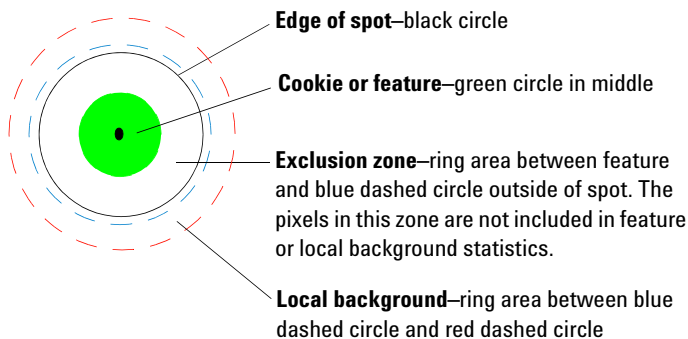 Edge of spot–black circle
Cookie or feature–green circle in middle
Exclusion zone–ring area between feature
and blue dashed circle outside of spot. The
pixels in this zone are not included in feature
or local background statistics.
Local background–ring area between blue
dashed circle and red dashed circle